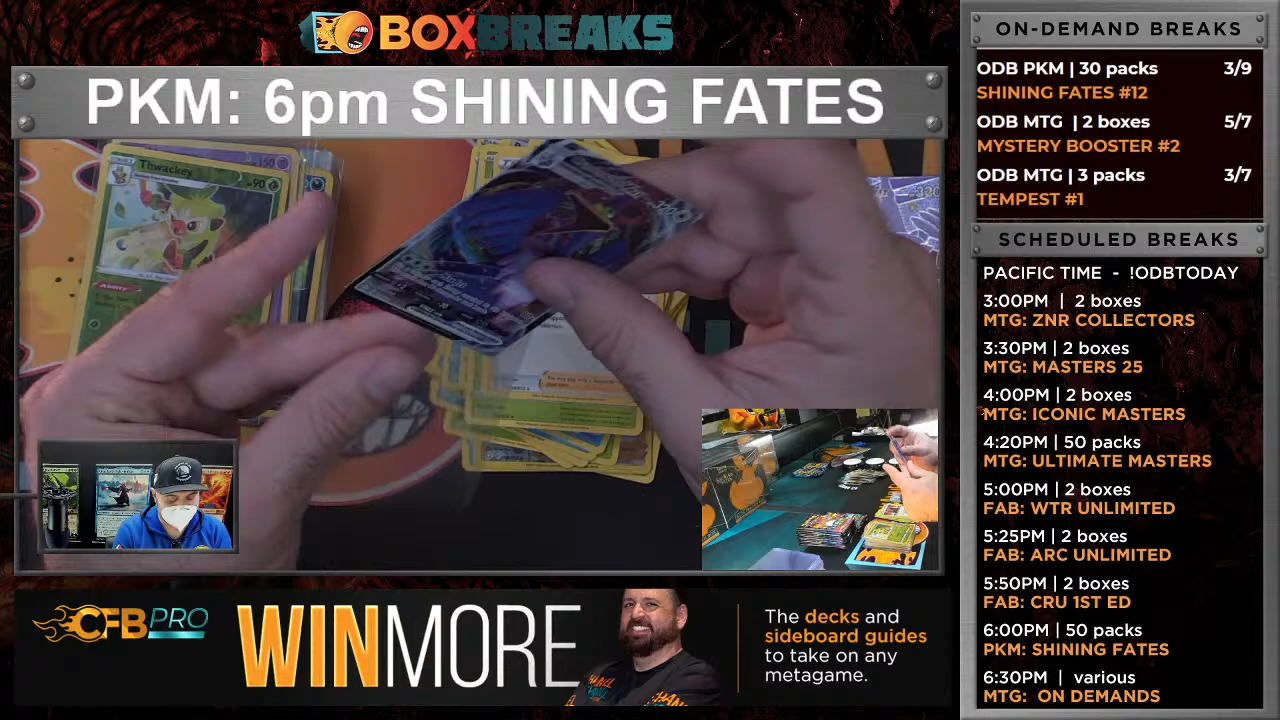 BOXBREAKS
PKM: 6pm SHINING FATES
Thwackey
90
150
320
Ability
CFB PRO
WINMORE
The decks and
sideboard guides
to take on any
metagame.
ON-DEMAND BREAKS
ODB PKM | 30 packs 3/9
SHINING FATES #12
ODB MTG | 2 boxes 5/7
MYSTERY BOOSTER #2
ODB MTG | 3 packs 3/7
TEMPEST #1
SCHEDULED BREAKS
PACIFIC TIME - !ODBTODAY
3:00PM | 2 boxes
MTG: ZNR COLLECTORS
3:30PM | 2 boxes
MTG: MASTERS 25
4:00PM | 2 boxes
MTG: ICONIC MASTERS
4:20PM | 50 packs
MTG: ULTIMATE MASTERS
5:00PM | 2 boxes
FAB: WTR UNLIMITED
5:25PM | 2 boxes
FAB: ARC UNLIMITED
5:50PM | 2 boxes
FAB: CRU 1ST ED
6:00PM | 50 packs
PKM: SHINING FATES
6:30PM | various
MTG: ON DEMANDS